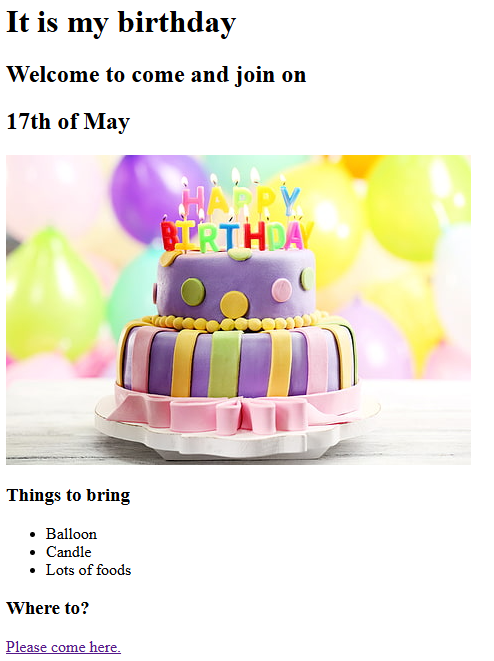 It is my birthday
Welcome to come and join on
17th of May
HAPPY
BIRTHDAY
Things to bring
Balloon
Candle
Lots of foods
Where to?
Please come here.